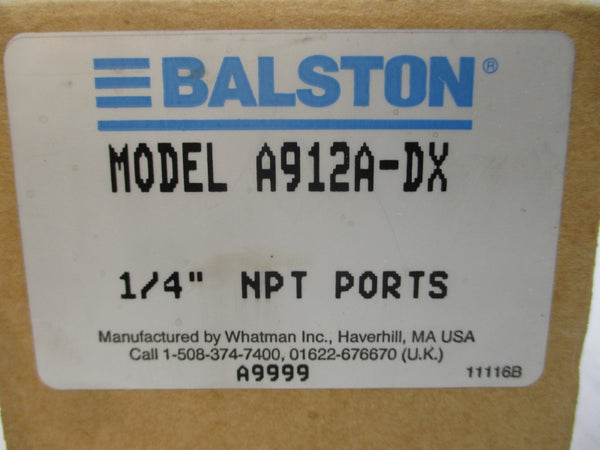 BALSTON®
MODEL A912A-DX
1/4" NPT PORTS
Manufactured by Whatman Inc., Haverhill, MA USA
Call 1-508-374-7400, 01622-676670 (U.K.)
A9999 11116B